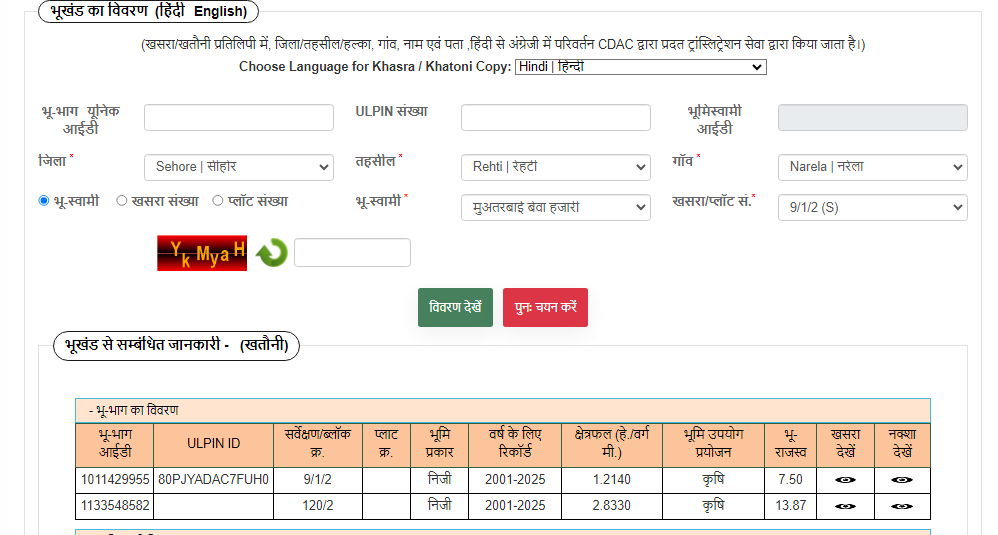 भूखंड का विवरण (हिंदी English)
(खसरा/खतौनी प्रतिलिपी में, जिला/तहसील/हल्का, गांव, नाम एवं पता ,हिंदी से अंग्रेजी में परिवर्तन CDAC द्वारा प्रदत ट्रांस्लिट्रेशन सेवा द्वारा किया जाता है।)
Choose Language for Khasra / Khatoni Copy: Hindi | हिन्दी
भू-भाग यूनिक आईडी ULPIN संख्या भूमिस्वामी आईडी
जिला * Sehore | सीहोर तहसील * Rehti | रेहटी गाँव * Narela | नरेला
भू-स्वामी खसरा संख्या प्लॉट संख्या भू-स्वामी * मुअतरबाई बेवा हजारी खसरा/प्लॉट सं.* 9/1/2 (S)
Y k M y a H
विवरण देखें पुनः चयन करें
भूखंड से सम्बंधित जानकारी - (खतौनी)
- भू-भाग का विवरण
भू-भाग आईडी ULPIN ID सर्वेक्षण/ब्लॉक क्र. प्लाट क्र. भूमि प्रकार वर्ष के लिए रिकॉर्ड क्षेत्रफल (हे./वर्ग मी.) भूमि उपयोग प्रयोजन भू-राजस्व खसरा देखें नक्शा देखें
1011429955 80PJYADAC7FUH0 9/1/2 निजी 2001-2025 1.2140 कृषि 7.50
1133548582 120/2 निजी 2001-2025 2.8330 कृषि 13.87